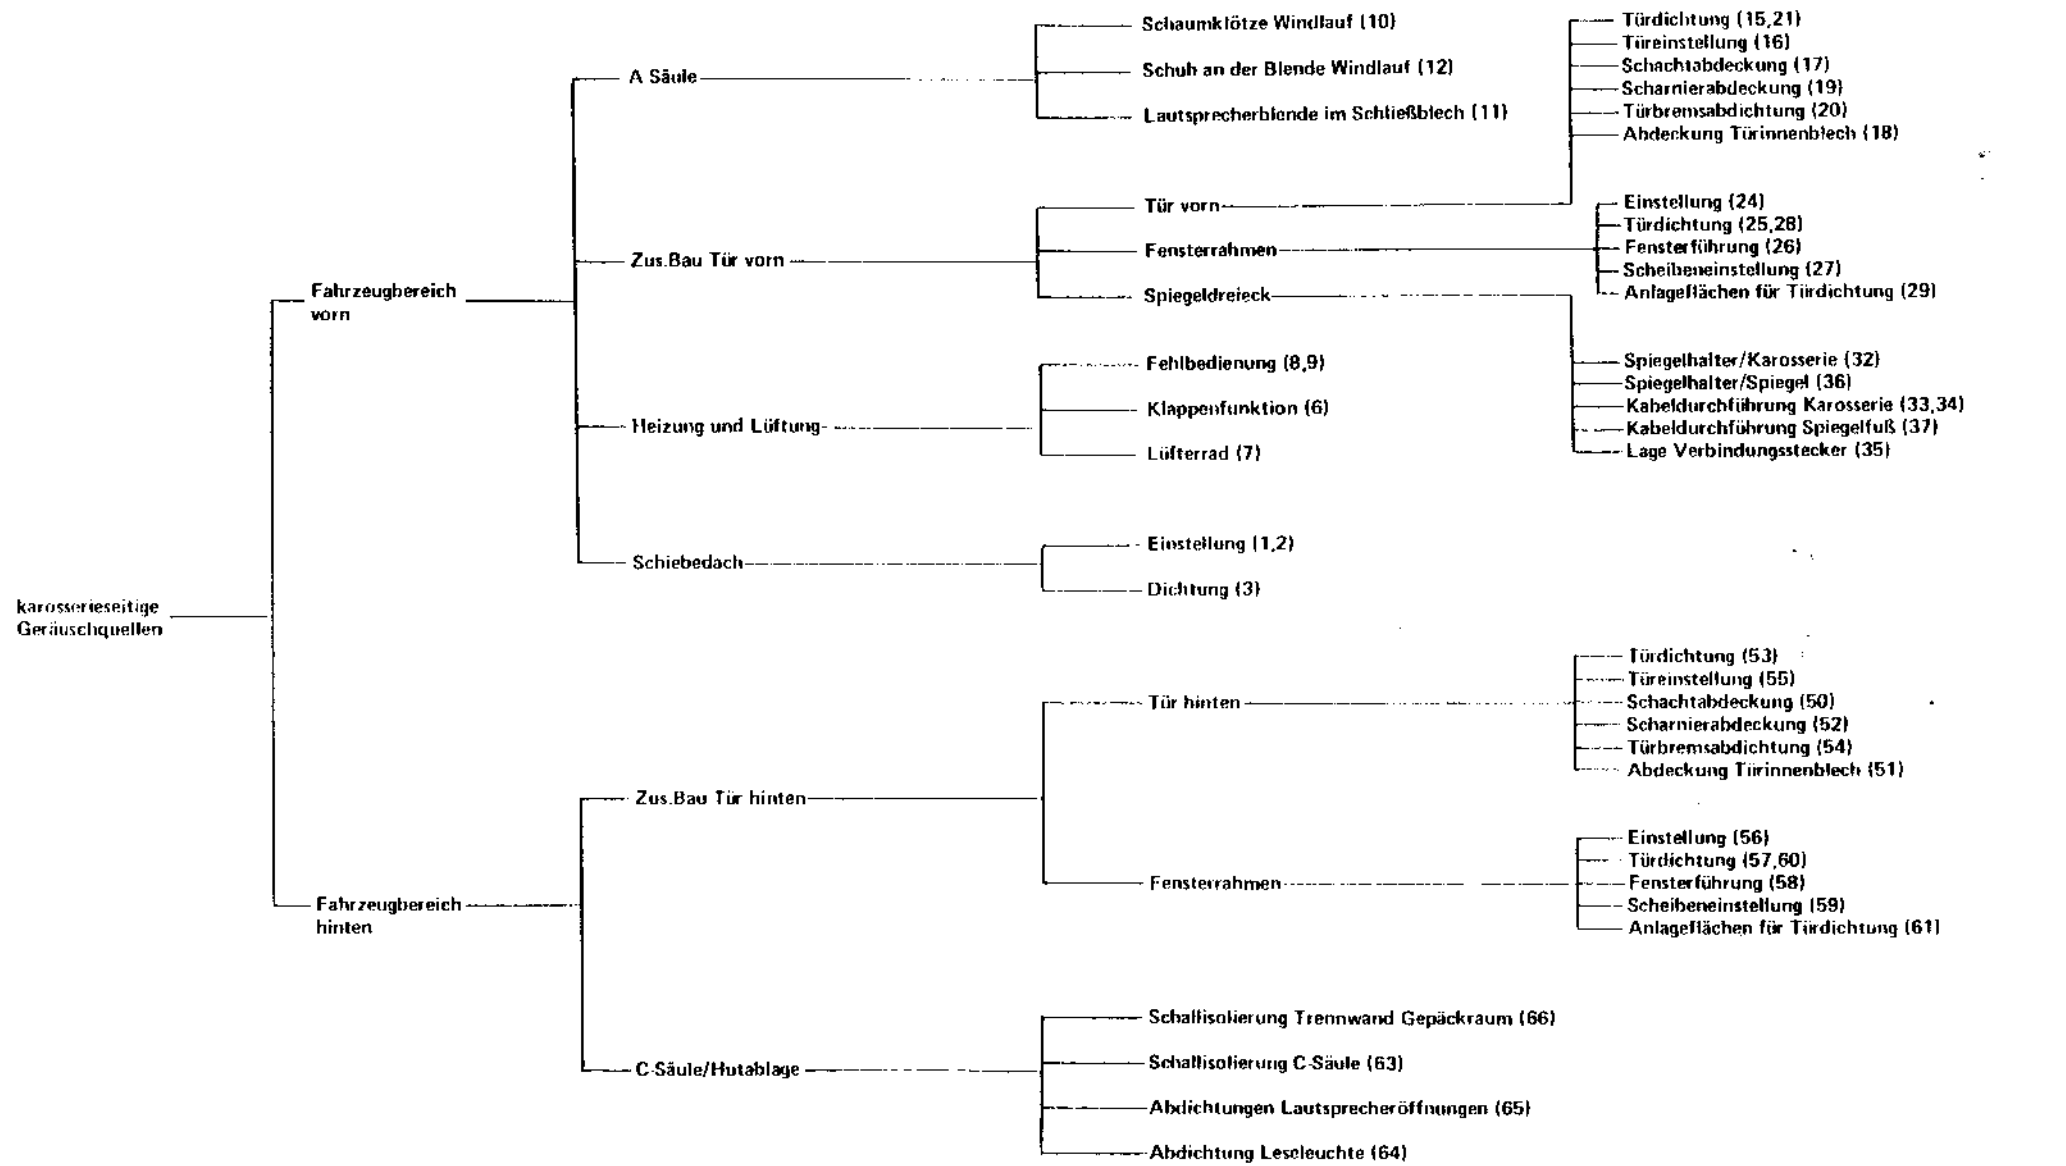 karosserieseitige
Geräuschquellen
Fahrzeugbereich
vorn
A Säule
Schaumklötze Windlauf (10)
Schuh an der Blende Windlauf (12)
Lautsprecherblende im Schließblech (11)
Zus.Bau Tür vorn
Tür vorn
Türdichtung (15,21)
Türeinstellung (16)
Schachtabdeckung (17)
Scharnierabdeckung (19)
Türbremsabdichtung (20)
Abdeckung Türinnenblech (18)
Fensterrahmen
Einstellung (24)
Türdichtung (25,28)
Fensterführung (26)
Scheibeneinstellung (27)
Anlageflächen für Türdichtung (29)
Spiegeldreieck
Spiegelhalter/Karosserie (32)
Spiegelhalter/Spiegel (36)
Kabeldurchführung Karosserie (33,34)
Kabeldurchführung Spiegelfuß (37)
Lage Verbindungsstecker (35)
Heizung und Lüftung
Fehlbedienung (8,9)
Klappenfunktion (6)
Lüfterrad (7)
Schiebedach
Einstellung (1,2)
Dichtung (3)
Fahrzeugbereich
hinten
Zus.Bau Tür hinten
Tür hinten
Türdichtung (53)
Türeinstellung (55)
Schachtabdeckung (50)
Scharnierabdeckung (52)
Türbremsabdichtung (54)
Abdeckung Türinnenblech (51)
Fensterrahmen
Einstellung (56)
Türdichtung (57,60)
Fensterführung (58)
Scheibeneinstellung (59)
Anlageflächen für Türdichtung (61)
C-Säule/Hutablage
Schallisolierung Trennwand Gepäckraum (66)
Schallisolierung C-Säule (63)
Abdichtungen Lautsprecheröffnungen (65)
Abdichtung Leseleuchte (64)